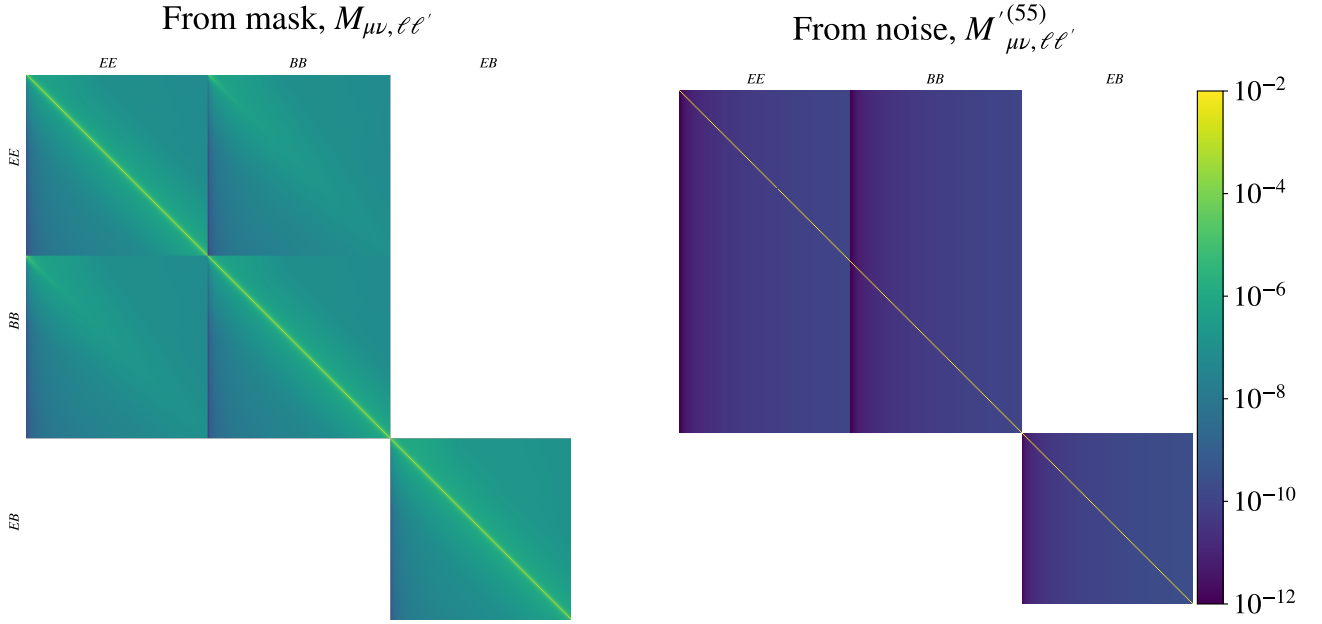 From mask, M_{μν, ℓℓ′}
From noise, M′^{(55)}_{μν, ℓℓ′}
EE BB EB
EE BB EB
EE
BB
EB
10^{−2}
10^{−4}
10^{−6}
10^{−8}
10^{−10}
10^{−12}